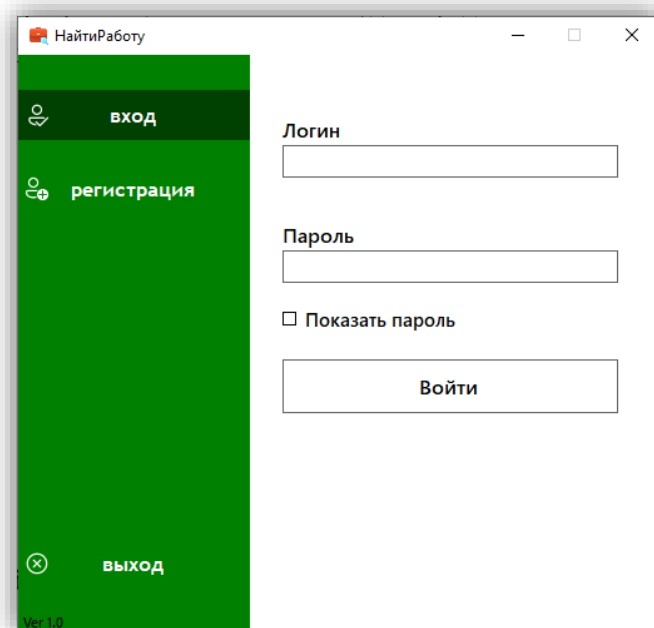 НайтиРаботу
вход
регистрация
Логин
Пароль
Показать пароль
Войти
выход
Ver 1.0